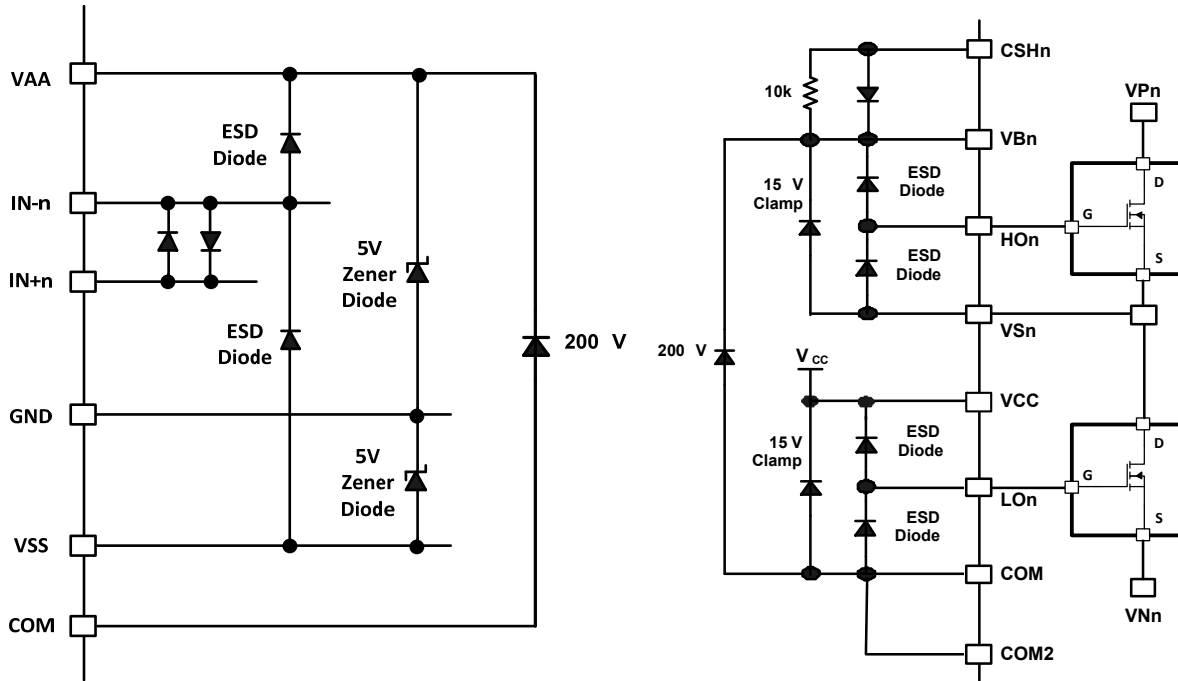 VAA
ESD
Diode
IN-n
IN+n
5V
Zener
Diode
ESD
Diode
200 V
GND
5V
Zener
Diode
VSS
COM
CSHn
10k
VPn
VBn
15 V
Clamp
ESD
Diode
D
G
HOn
S
ESD
Diode
VSn
200 V
VCC
VCC
15 V
Clamp
ESD
Diode
D
G
LOn
S
ESD
Diode
COM
VNn
COM2